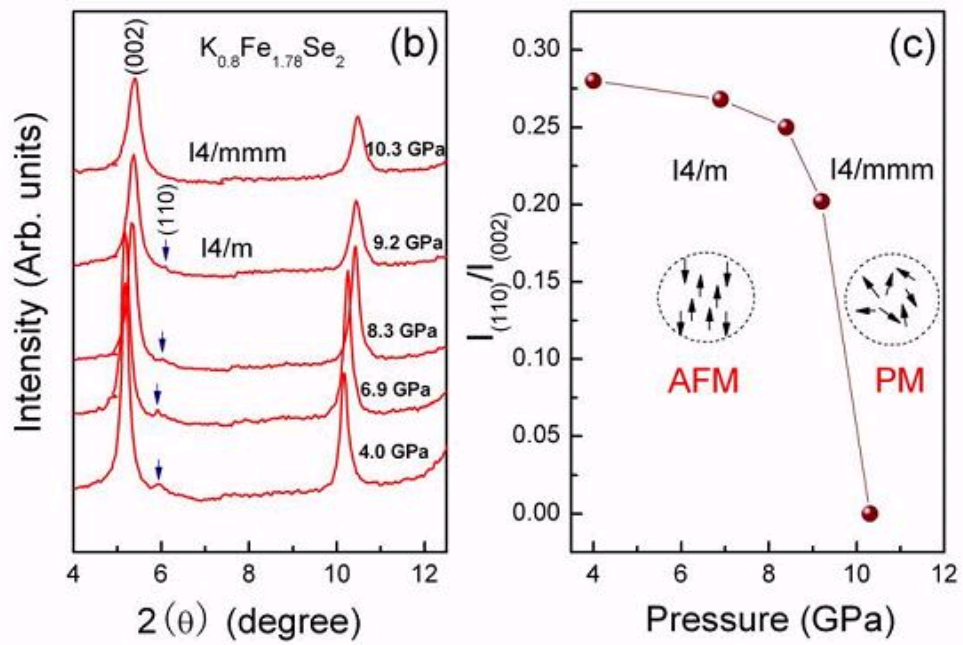 (b)
K0.8Fe1.78Se2
(002)
I4/mmm
10.3 GPa
(110)
I4/m
9.2 GPa
8.3 GPa
6.9 GPa
4.0 GPa
Intensity (Arb. units)
4 6 8 10 12
2(θ) (degree)
(c)
0.30
0.25
0.20
0.15
0.10
0.05
0.00
I(110)/I(002)
I4/m
I4/mmm
AFM
PM
4 6 8 10 12
Pressure (GPa)